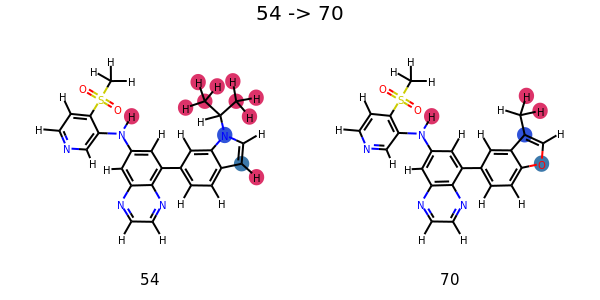 54 -> 70
H H
H H
H H H H
O H O
H S H H S H
O H O H H
H H H
H
H N H H N H H N H H H
N N
H H O
H H
H
N N H H N N H H
H H H H
54 70